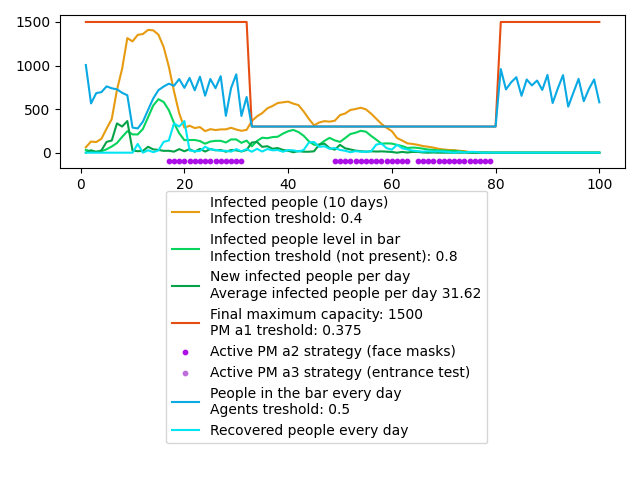 1500
1000
500
0
0 20 40 60 80 100
Infected people (10 days)
Infection treshold: 0.4
Infected people level in bar
Infection treshold (not present): 0.8
New infected people per day
Average infected people per day 31.62
Final maximum capacity: 1500
PM a1 treshold: 0.375
Active PM a2 strategy (face masks)
Active PM a3 strategy (entrance test)
People in the bar every day
Agents treshold: 0.5
Recovered people every day